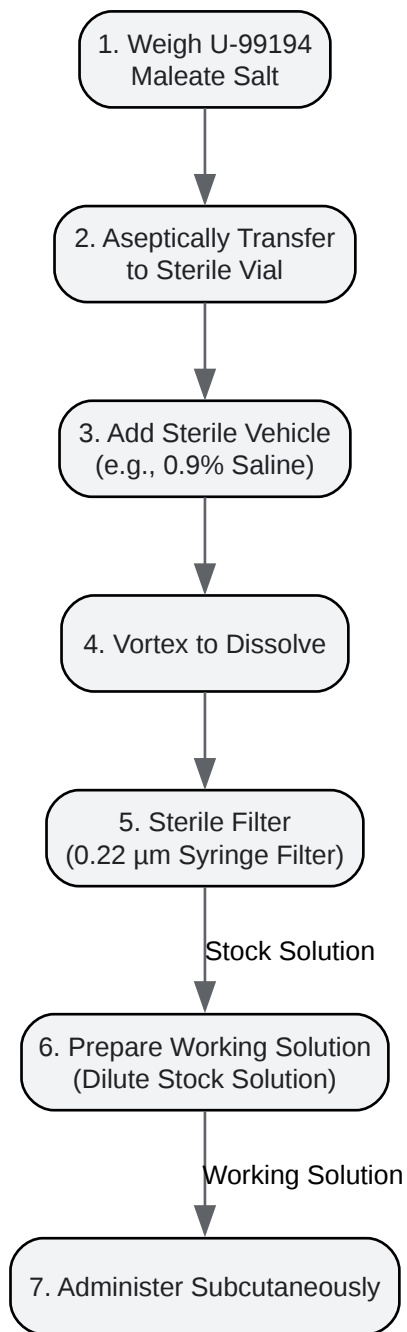 1. Weigh U-99194
Maleate Salt
2. Aseptically Transfer
to Sterile Vial
3. Add Sterile Vehicle
(e.g., 0.9% Saline)
4. Vortex to Dissolve
5. Sterile Filter
(0.22 µm Syringe Filter)
Stock Solution
6. Prepare Working Solution
(Dilute Stock Solution)
Working Solution
7. Administer Subcutaneously